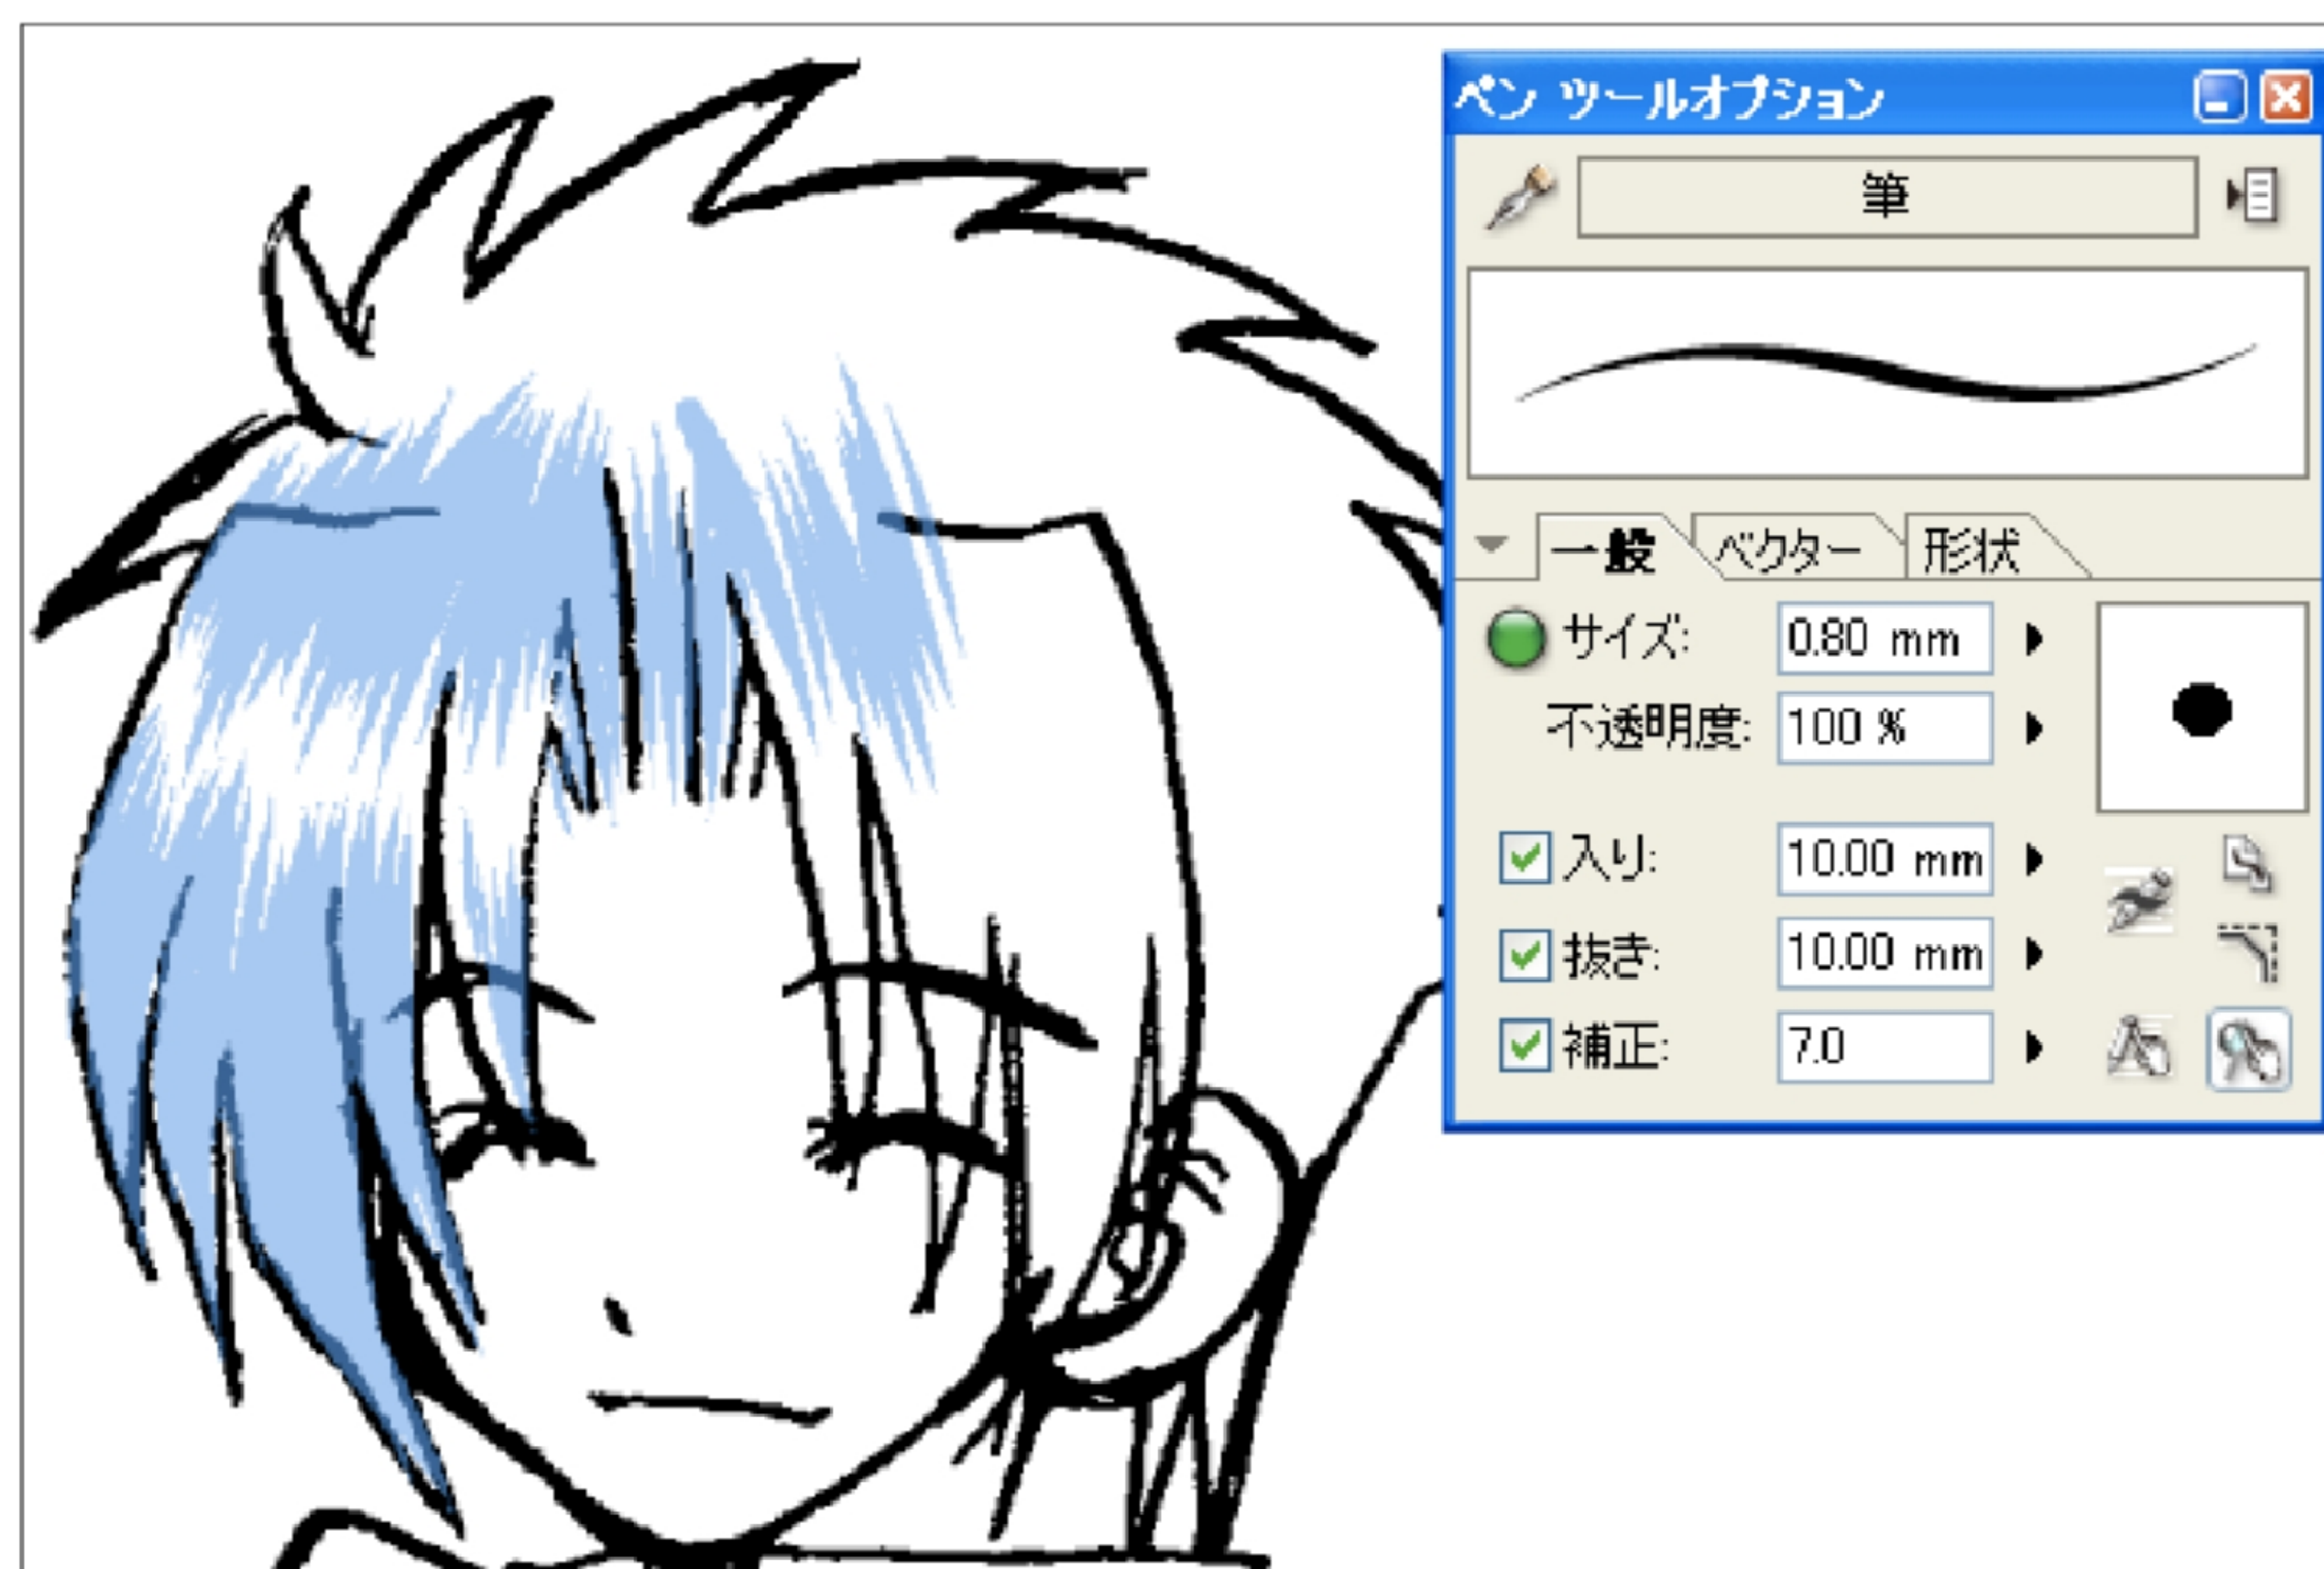 ペン ツールオプション
筆
一般 ベクター 形状
サイズ: 0.80 mm
不透明度: 100 %
入り: 10.00 mm
抜き: 10.00 mm
補正: 7.0